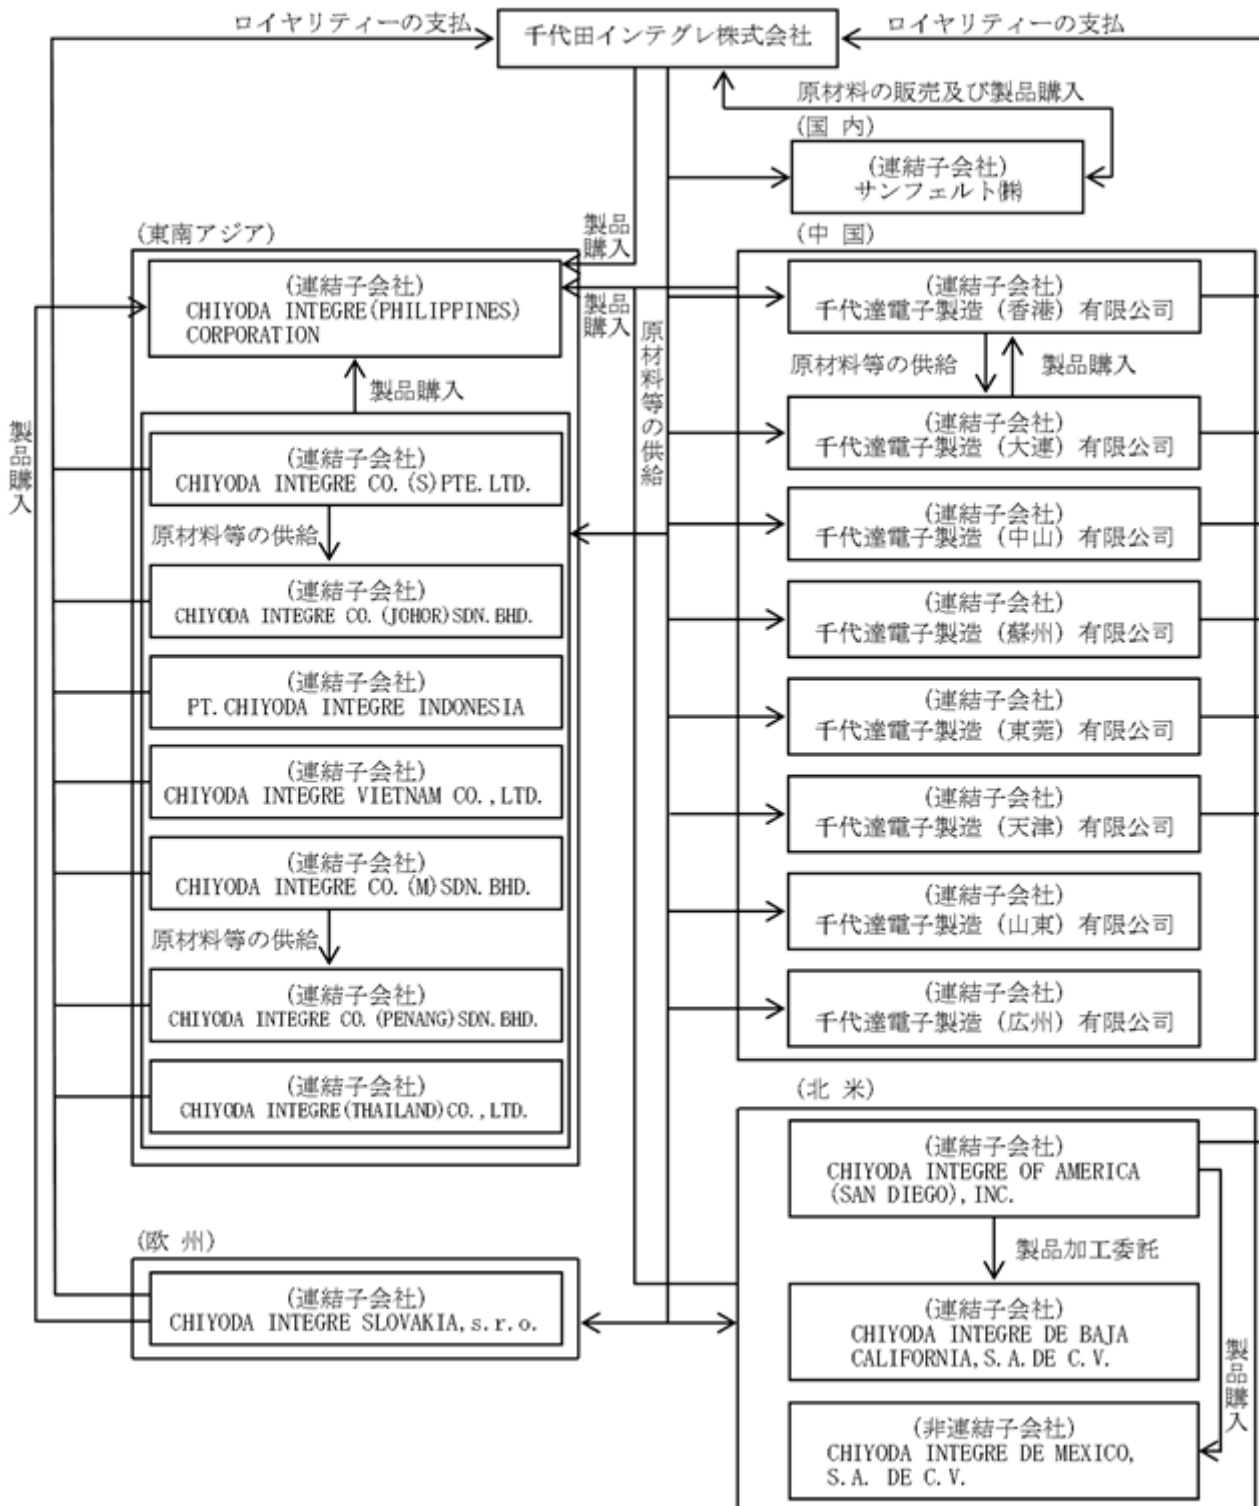 ロイヤリティーの支払
千代田インテグレ株式会社
ロイヤリティーの支払
原材料の販売及び製品購入
(国 内)
(連結子会社)
サンフェルト㈱
(東南アジア)
製品
購入
(連結子会社)
CHIYODA INTEGRE(PHILIPPINES)
CORPORATION
製品
購入
製品購入
(連結子会社)
CHIYODA INTEGRE CO.(S)PTE.LTD.
原材料等の供給
(連結子会社)
CHIYODA INTEGRE CO.(JOHOR)SDN.BHD.
(連結子会社)
PT.CHIYODA INTEGRE INDONESIA
(連結子会社)
CHIYODA INTEGRE VIETNAM CO.,LTD.
(連結子会社)
CHIYODA INTEGRE CO.(M)SDN.BHD.
原材料等の供給
(連結子会社)
CHIYODA INTEGRE CO.(PENANG)SDN.BHD.
(連結子会社)
CHIYODA INTEGRE(THAILAND)CO.,LTD.
製品購入
(欧 州)
(連結子会社)
CHIYODA INTEGRE SLOVAKIA,s.r.o.
原材料等の供給
(中 国)
(連結子会社)
千代達電子製造（香港）有限公司
原材料等の供給
製品購入
(連結子会社)
千代達電子製造（大連）有限公司
(連結子会社)
千代達電子製造（中山）有限公司
(連結子会社)
千代達電子製造（蘇州）有限公司
(連結子会社)
千代達電子製造（東莞）有限公司
(連結子会社)
千代達電子製造（天津）有限公司
(連結子会社)
千代達電子製造（山東）有限公司
(連結子会社)
千代達電子製造（広州）有限公司
(北 米)
(連結子会社)
CHIYODA INTEGRE OF AMERICA
(SAN DIEGO),INC.
製品加工委託
(連結子会社)
CHIYODA INTEGRE DE BAJA
CALIFORNIA,S.A.DE C.V.
製品購入
(非連結子会社)
CHIYODA INTEGRE DE MEXICO,
S.A. DE C.V.